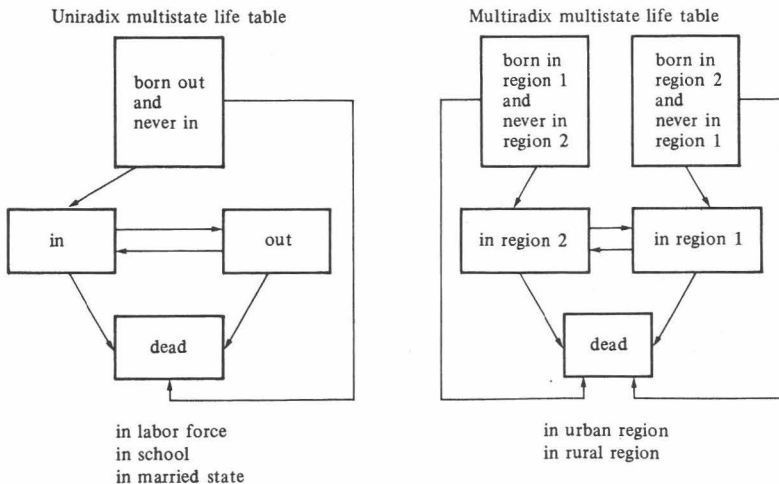 Uniradix multistate life table
born out
and
never in
in
out
dead
in labor force
in school
in married state
Multiradix multistate life table
born in
region 1
and
never in
region 2
born in
region 2
and
never in
region 1
in region 2
in region 1
dead
in urban region
in rural region